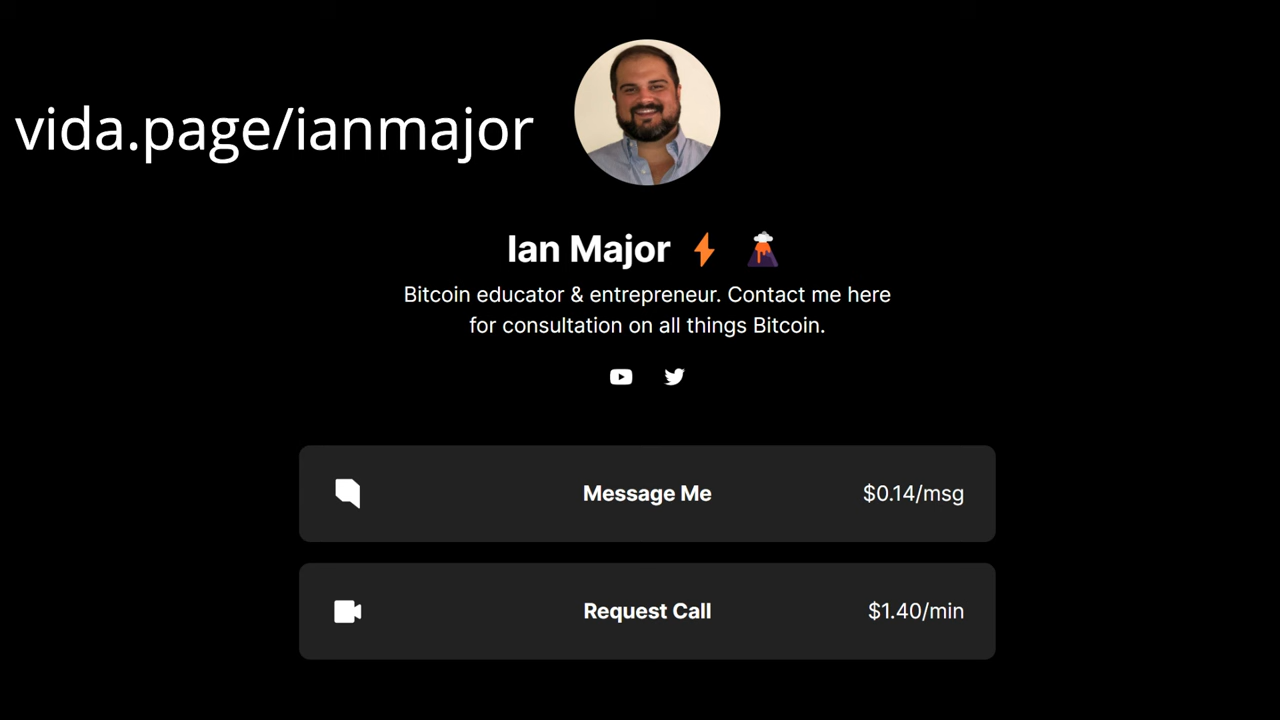 vida.page/ianmajor
Ian Major ⚡ 🌋
Bitcoin educator & entrepreneur. Contact me here
for consultation on all things Bitcoin.
Message Me $0.14/msg
Request Call $1.40/min